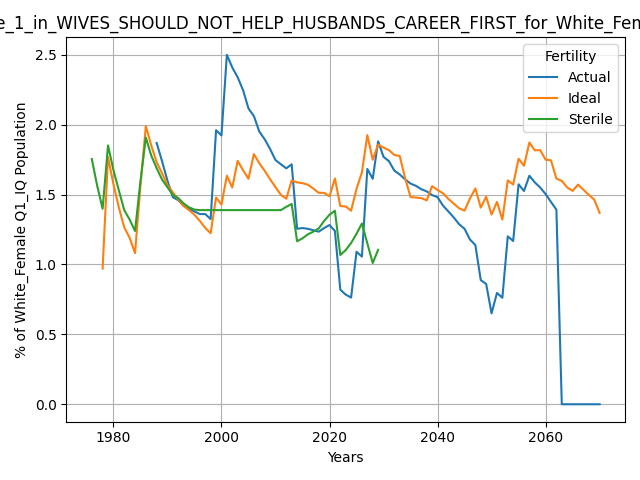 e_1_in_WIVES_SHOULD_NOT_HELP_HUSBANDS_CAREER_FIRST_for_White_Fem
Fertility
Actual
Ideal
Sterile
% of White_Female Q1_IQ Population
2.5
2.0
1.5
1.0
0.5
0.0
1980 2000 2020 2040 2060
Years